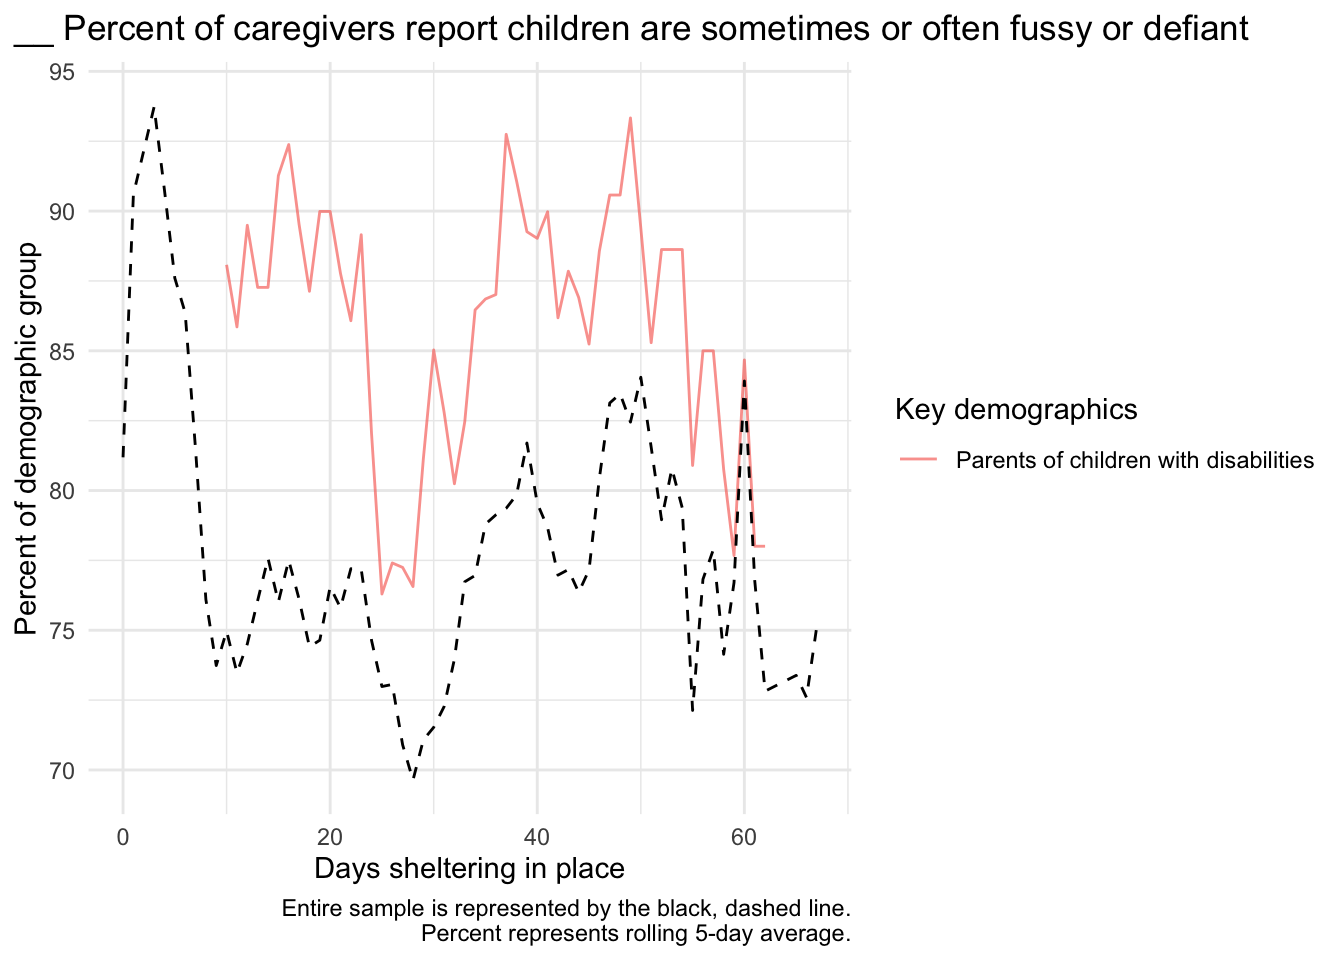 __ Percent of caregivers report children are sometimes or often fussy or defiant
95
90
85
80
75
70
Percent of demographic group
0 20 40 60
Days sheltering in place
Key demographics
Parents of children with disabilities
Entire sample is represented by the black, dashed line.
Percent represents rolling 5-day average.